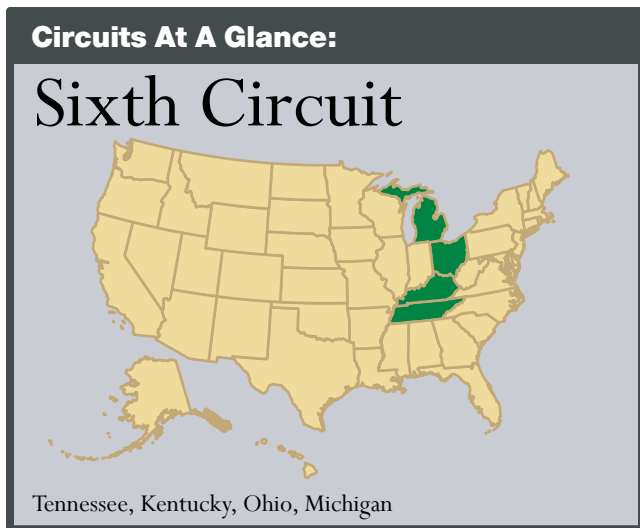 Circuits At A Glance:
Sixth Circuit
Tennessee, Kentucky, Ohio, Michigan